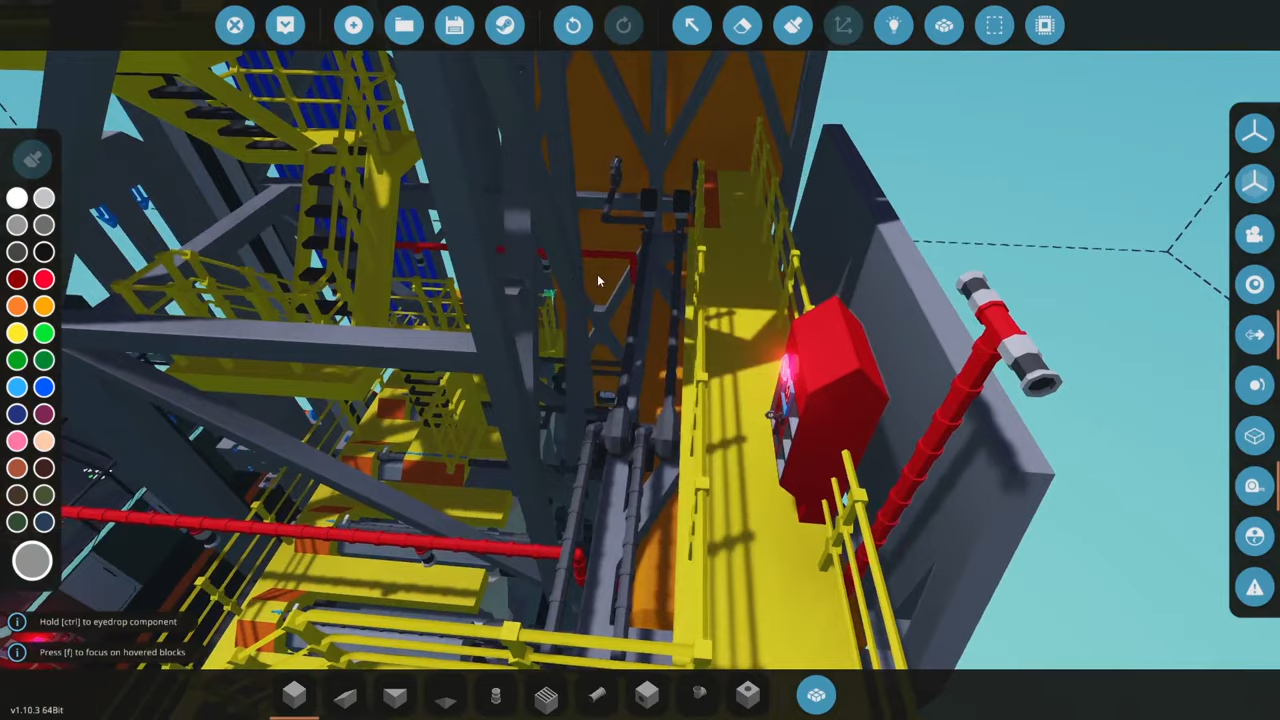 Hold [ctrl] to eyedrop component
Press [f] to focus on hovered blocks
v1.10.3 64Bit